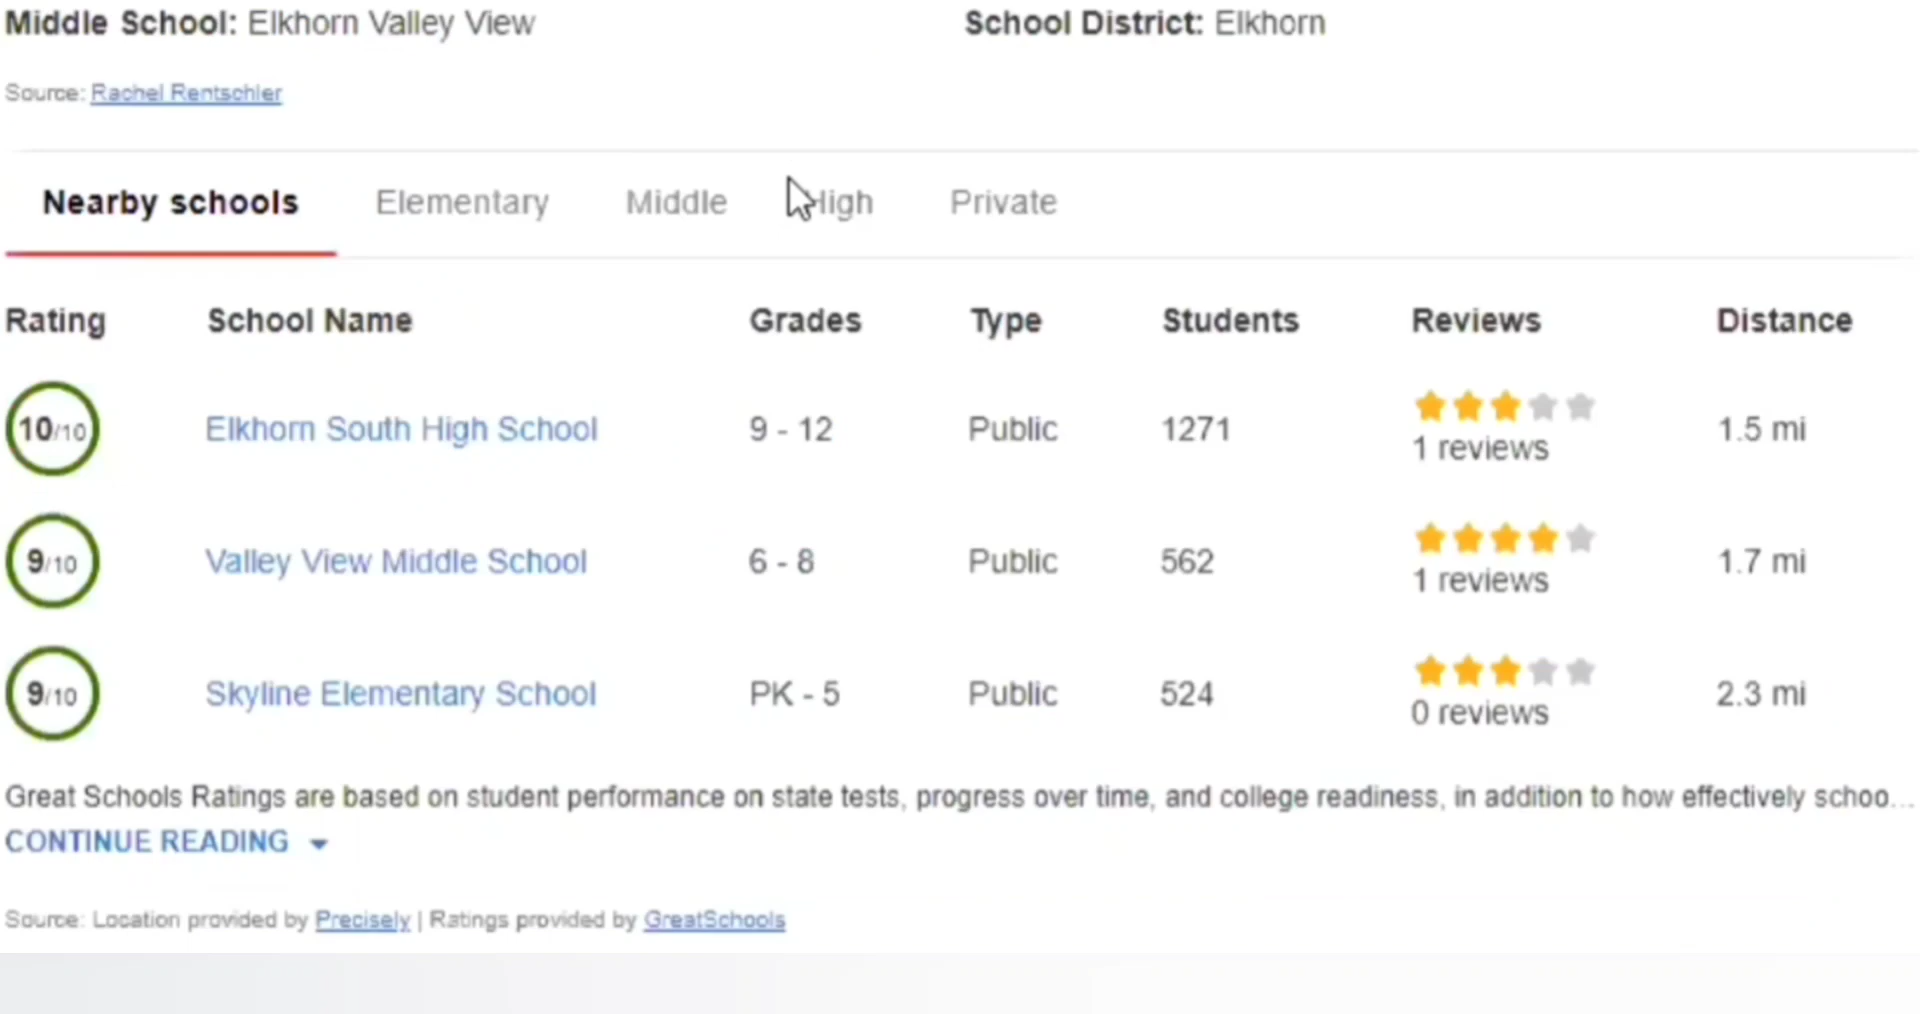 Middle School: Elkhorn Valley View School District: Elkhorn
Source: Rachel Rentschler
Nearby schools Elementary Middle High Private
Rating School Name Grades Type Students Reviews Distance
10/10 Elkhorn South High School 9 - 12 Public 1271 1 reviews 1.5 mi
9/10 Valley View Middle School 6 - 8 Public 562 1 reviews 1.7 mi
9/10 Skyline Elementary School PK - 5 Public 524 0 reviews 2.3 mi
Great Schools Ratings are based on student performance on state tests, progress over time, and college readiness, in addition to how effectively schoo...
CONTINUE READING
Source: Location provided by Precisely | Ratings provided by GreatSchools